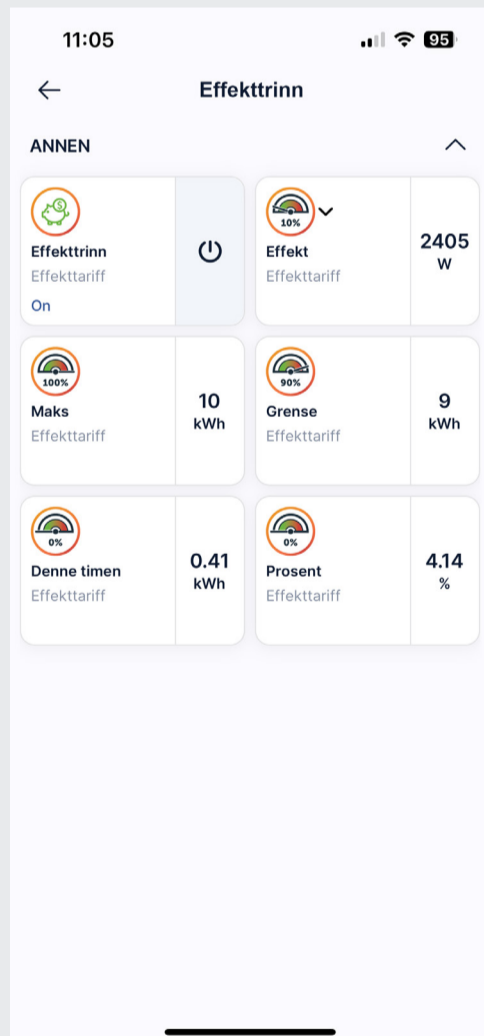 11:05
95
Effekttrinn
ANNEN
Effekttrinn
Effekttariff
On
10%
Effekt
Effekttariff
2405
W
100%
Maks
Effekttariff
10
kWh
90%
Grense
Effekttariff
9
kWh
0%
Denne timen
Effekttariff
0.41
kWh
0%
Prosent
Effekttariff
4.14
%